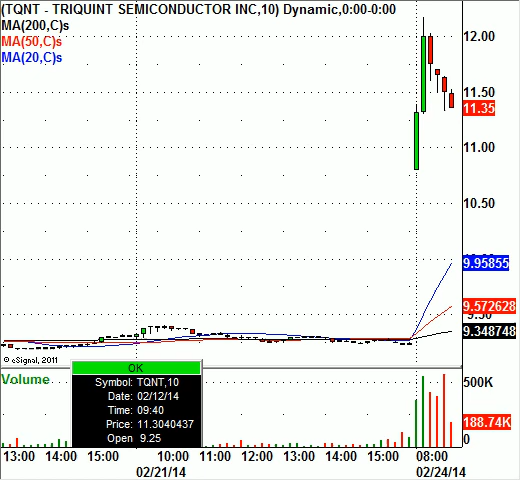 (TQNT - TRIQUINT SEMICONDUCTOR INC,10) Dynamic,0:00-0:00
MA(200,C)s
MA(50,C)s
MA(20,C)s
12.00
11.50
11.35
11.00
10.50
9.95855
9.572628
9.348748
© eSignal, 2011
Volume
OK
Symbol: TQNT,10
Date: 02/12/14
Time: 09:40
Price: 11.3040437
Open 9.25
500K
188.74K
0
13:00 14:00 15:00 10:00 11:00 12:00 13:00 14:00 15:00 08:00
02/21/14 02/24/14